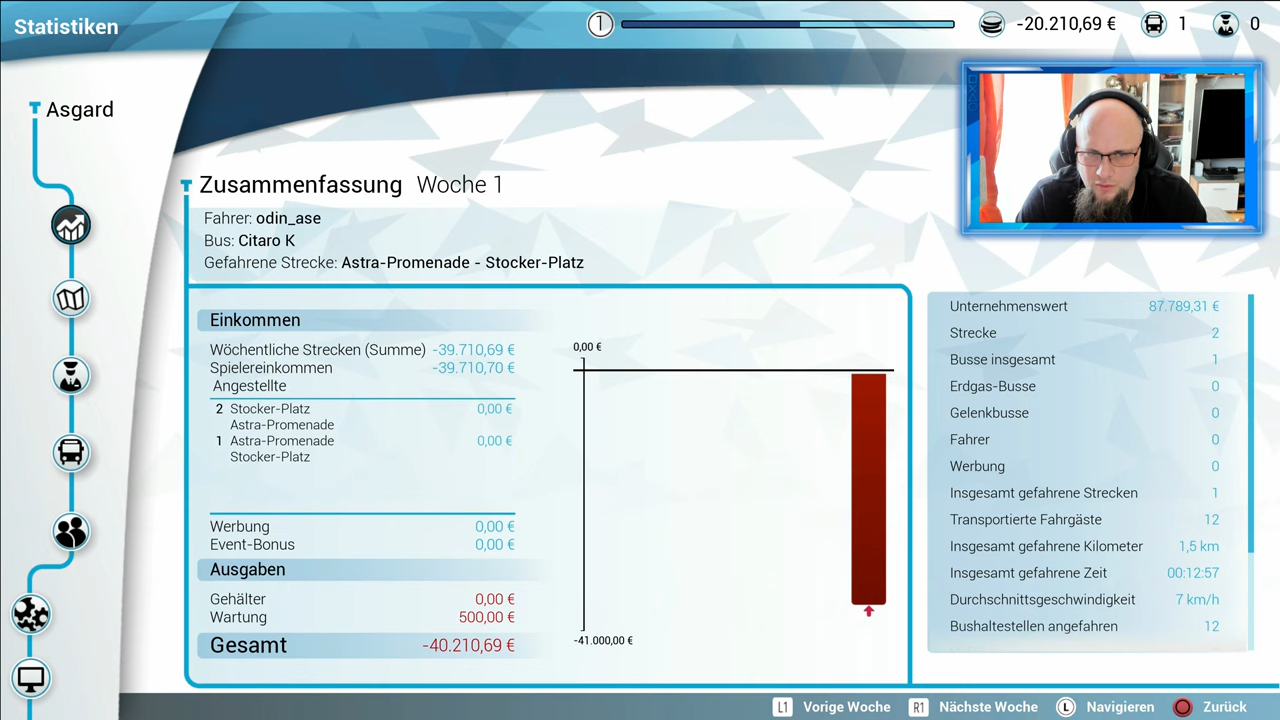 Statistiken
1
-20.210,69 €
1
0
Asgard
Zusammenfassung Woche 1
Fahrer: odin_ase
Bus: Citaro K
Gefahrene Strecke: Astra-Promenade - Stocker-Platz
Einkommen
Wöchentliche Strecken (Summe) -39.710,69 €
Spielereinkommen -39.710,70 €
Angestellte
2 Stocker-Platz 0,00 €
Astra-Promenade
1 Astra-Promenade 0,00 €
Stocker-Platz
Werbung 0,00 €
Event-Bonus 0,00 €
Ausgaben
Gehälter 0,00 €
Wartung 500,00 €
Gesamt -40.210,69 €
0,00 €
-41.000,00 €
Unternehmenswert 87.789,31 €
Strecke 2
Busse insgesamt 1
Erdgas-Busse 0
Gelenkbusse 0
Fahrer 0
Werbung 0
Insgesamt gefahrene Strecken 1
Transportierte Fahrgäste 12
Insgesamt gefahrene Kilometer 1,5 km
Insgesamt gefahrene Zeit 00:12:57
Durchschnittsgeschwindigkeit 7 km/h
Bushaltestellen angefahren 12
L1 Vorige Woche R1 Nächste Woche L Navigieren Zurück